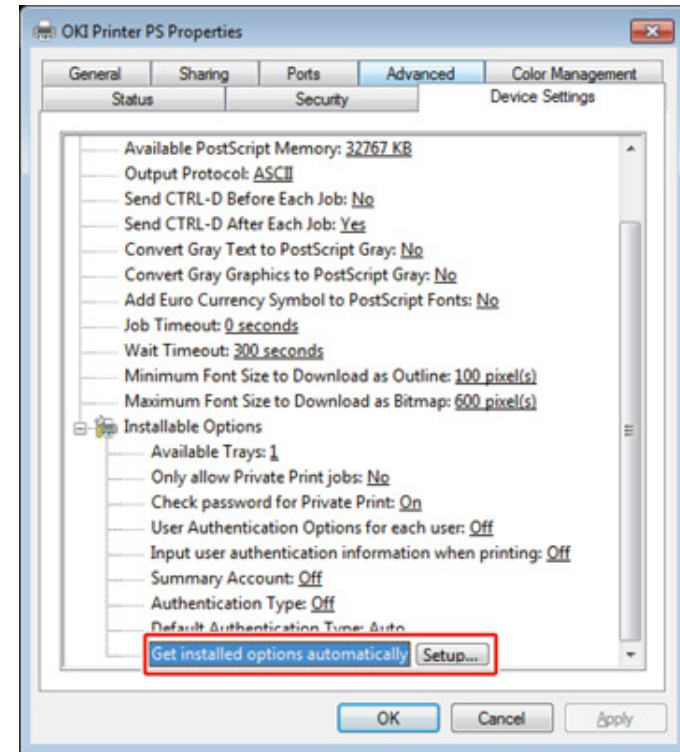 OKI Printer PS Properties
General Sharing Ports Advanced Color Management
Status Security Device Settings
Available PostScript Memory: 32767 KB
Output Protocol: ASCII
Send CTRL-D Before Each Job: No
Send CTRL-D After Each Job: Yes
Convert Gray Text to PostScript Gray: No
Convert Gray Graphics to PostScript Gray: No
Add Euro Currency Symbol to PostScript Fonts: No
Job Timeout: 0 seconds
Wait Timeout: 300 seconds
Minimum Font Size to Download as Outline: 100 pixel(s)
Maximum Font Size to Download as Bitmap: 600 pixel(s)
Installable Options
Available Trays: 1
Only allow Private Print jobs: No
Check password for Private Print: On
User Authentication Options for each user: Off
Input user authentication information when printing: Off
Summary Account: Off
Authentication Type: Off
Default Authentication Type: Auto
Get installed options automatically Setup...
OK Cancel Apply